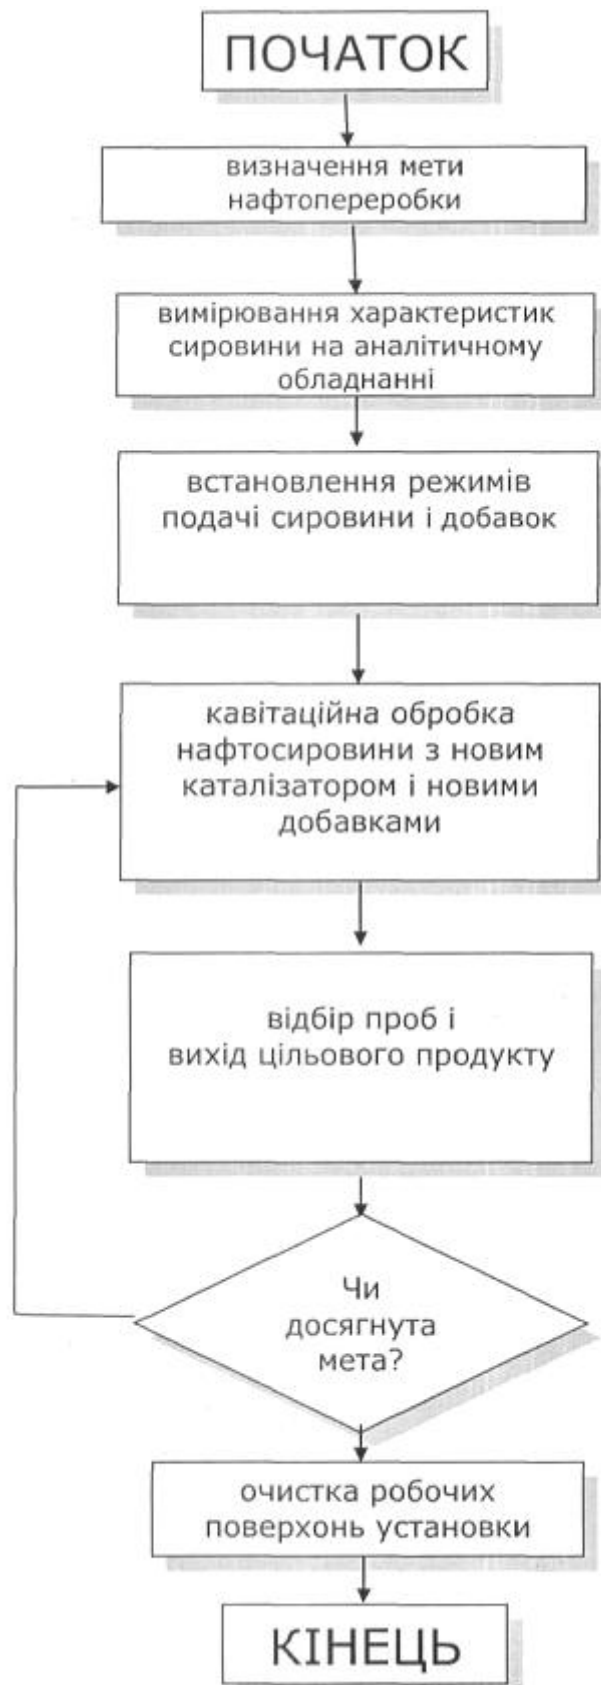 ПОЧАТОК
визначення мети
нафтопереробки
вимірювання характеристик
сировини на аналітичному
обладнанні
встановлення режимів
подачі сировини і добавок
кавітаційна обробка
нафтосировини з новим
каталізатором і новими
добавками
відбір проб і
вихід цільового продукту
Чи
досягнута
мета?
очистка робочих
поверхонь установки
КІНЕЦЬ